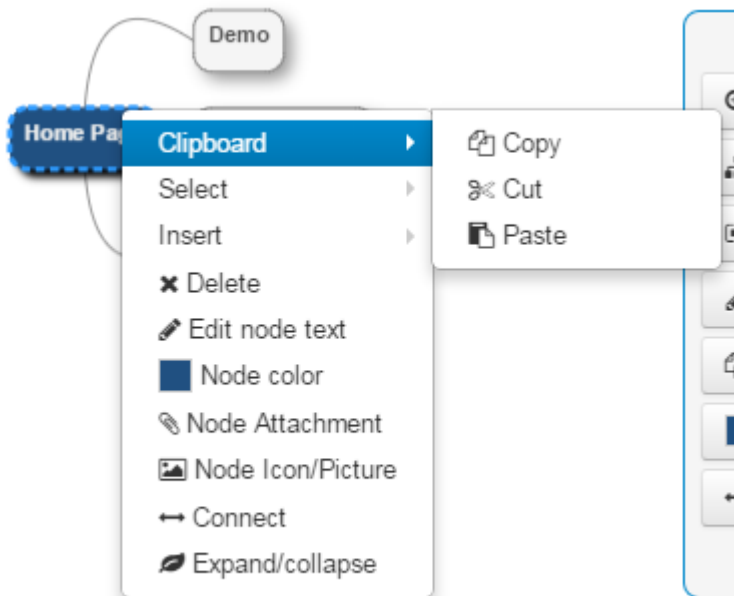 Demo
Home Pag
Clipboard
Copy
Select
Cut
Insert
Paste
Delete
Edit node text
Node color
Node Attachment
Node Icon/Picture
Connect
Expand/collapse